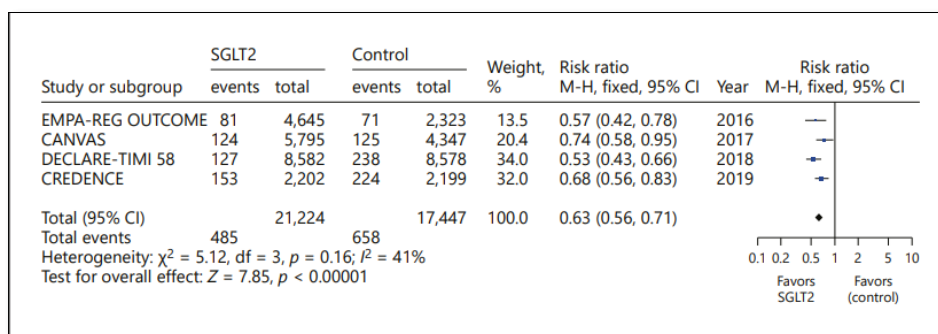 SGLT2 Control Weight, % Risk ratio M-H, fixed, 95% CI Year Risk ratio M-H, fixed, 95% CI
Study or subgroup events total events total
EMPA-REG OUTCOME 81 4,645 71 2,323 13.5 0.57 (0.42, 0.78) 2016
CANVAS 124 5,795 125 4,347 20.4 0.74 (0.58, 0.95) 2017
DECLARE-TIMI 58 127 8,582 238 8,578 34.0 0.53 (0.43, 0.66) 2018
CREDENCE 153 2,202 224 2,199 32.0 0.68 (0.56, 0.83) 2019
Total (95% CI) 21,224 17,447 100.0 0.63 (0.56, 0.71)
Total events 485 658
Heterogeneity: χ² = 5.12, df = 3, p = 0.16; I² = 41%
Test for overall effect: Z = 7.85, p < 0.00001
0.1 0.2 0.5 1 2 5 10
Favors SGLT2 Favors (control)